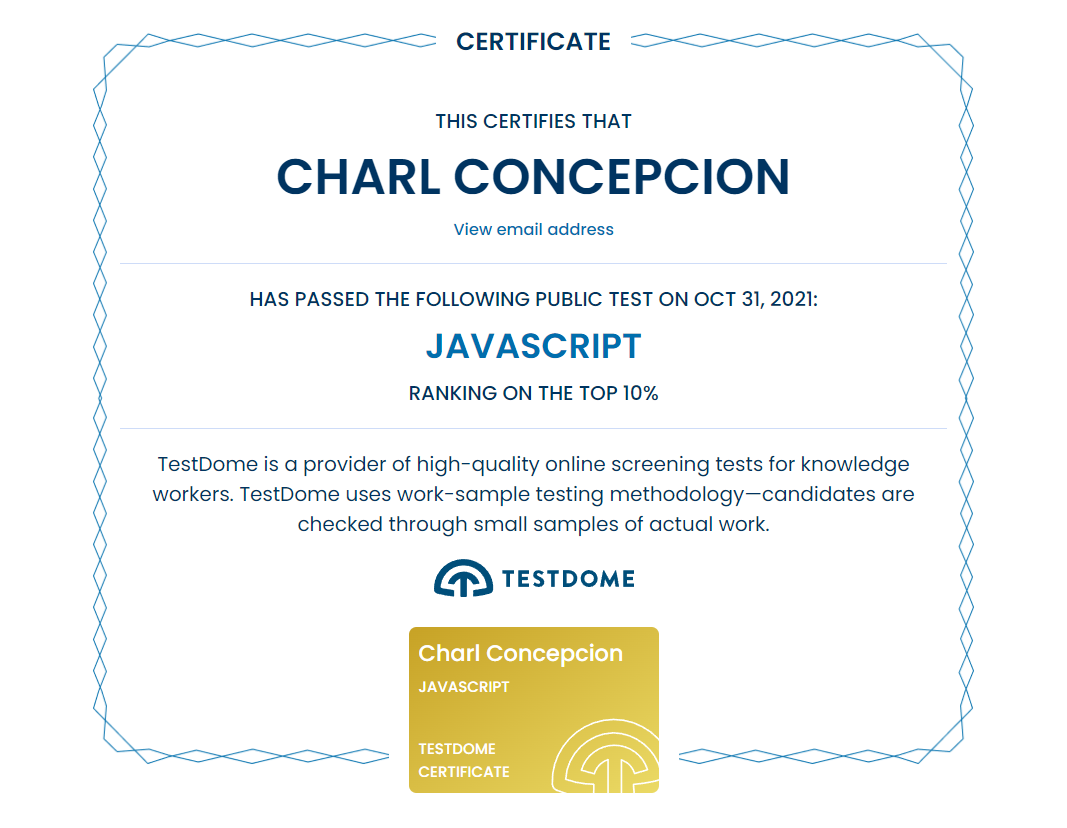 CERTIFICATE
THIS CERTIFIES THAT
CHARL CONCEPCION
View email address
HAS PASSED THE FOLLOWING PUBLIC TEST ON OCT 31, 2021:
JAVASCRIPT
RANKING ON THE TOP 10%
TestDome is a provider of high-quality online screening tests for knowledge
workers. TestDome uses work-sample testing methodology—candidates are
checked through small samples of actual work.
TESTDOME
Charl Concepcion
JAVASCRIPT
TESTDOME
CERTIFICATE